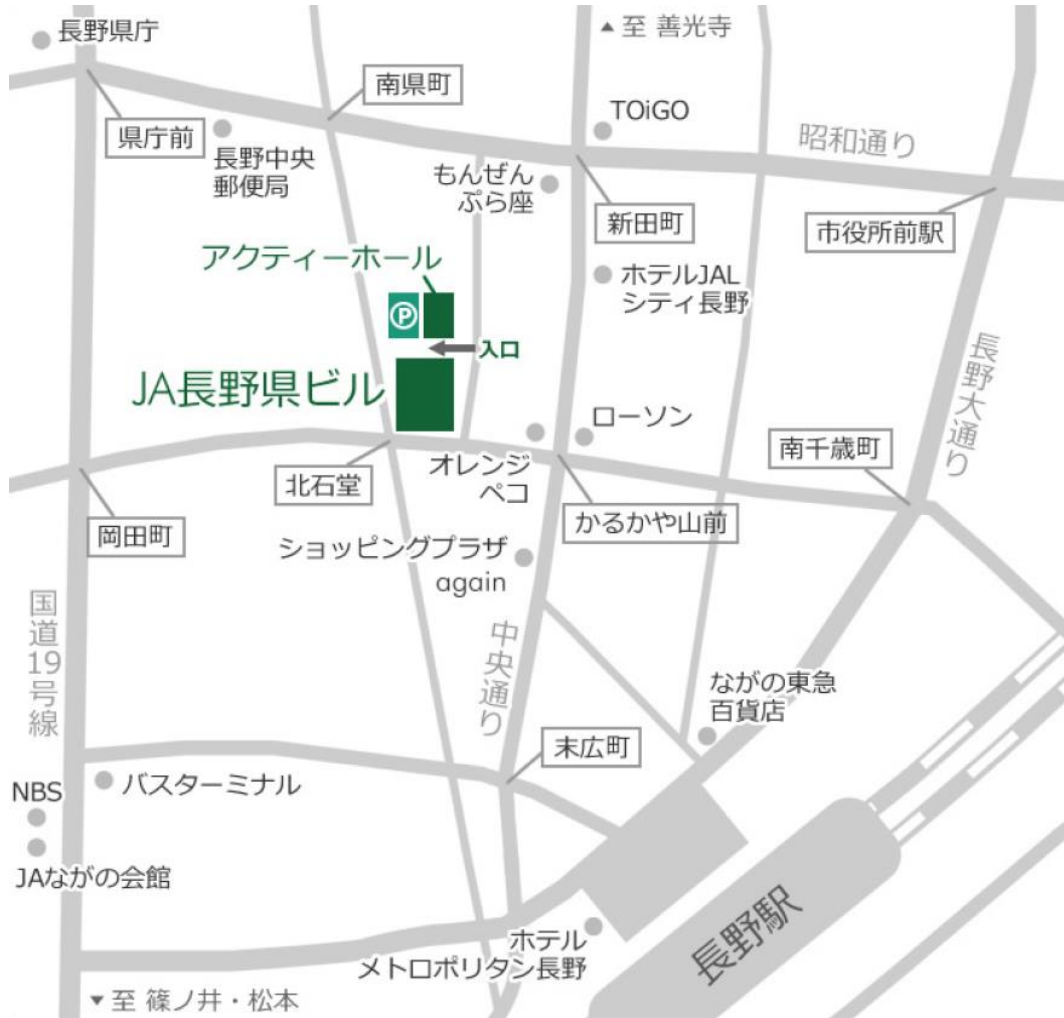 長野県庁
▲ 至 善光寺
南県町
TOiGO
県庁前
昭和通り
長野中央
郵便局
もんぜん
ぷら座
新田町
市役所前駅
アクティーホール
ホテルJAL
シティ長野
P
入口
長野大通り
JA長野県ビル
ローソン
南千歳町
オレンジ
ペコ
北石堂
かるかや山前
岡田町
ショッピングプラザ
again
国道19号線
中央通り
ながの東急
百貨店
末広町
バスターミナル
NBS
JAながの会館
長野駅
ホテル
メトロポリタン長野
▼ 至 篠ノ井・松本